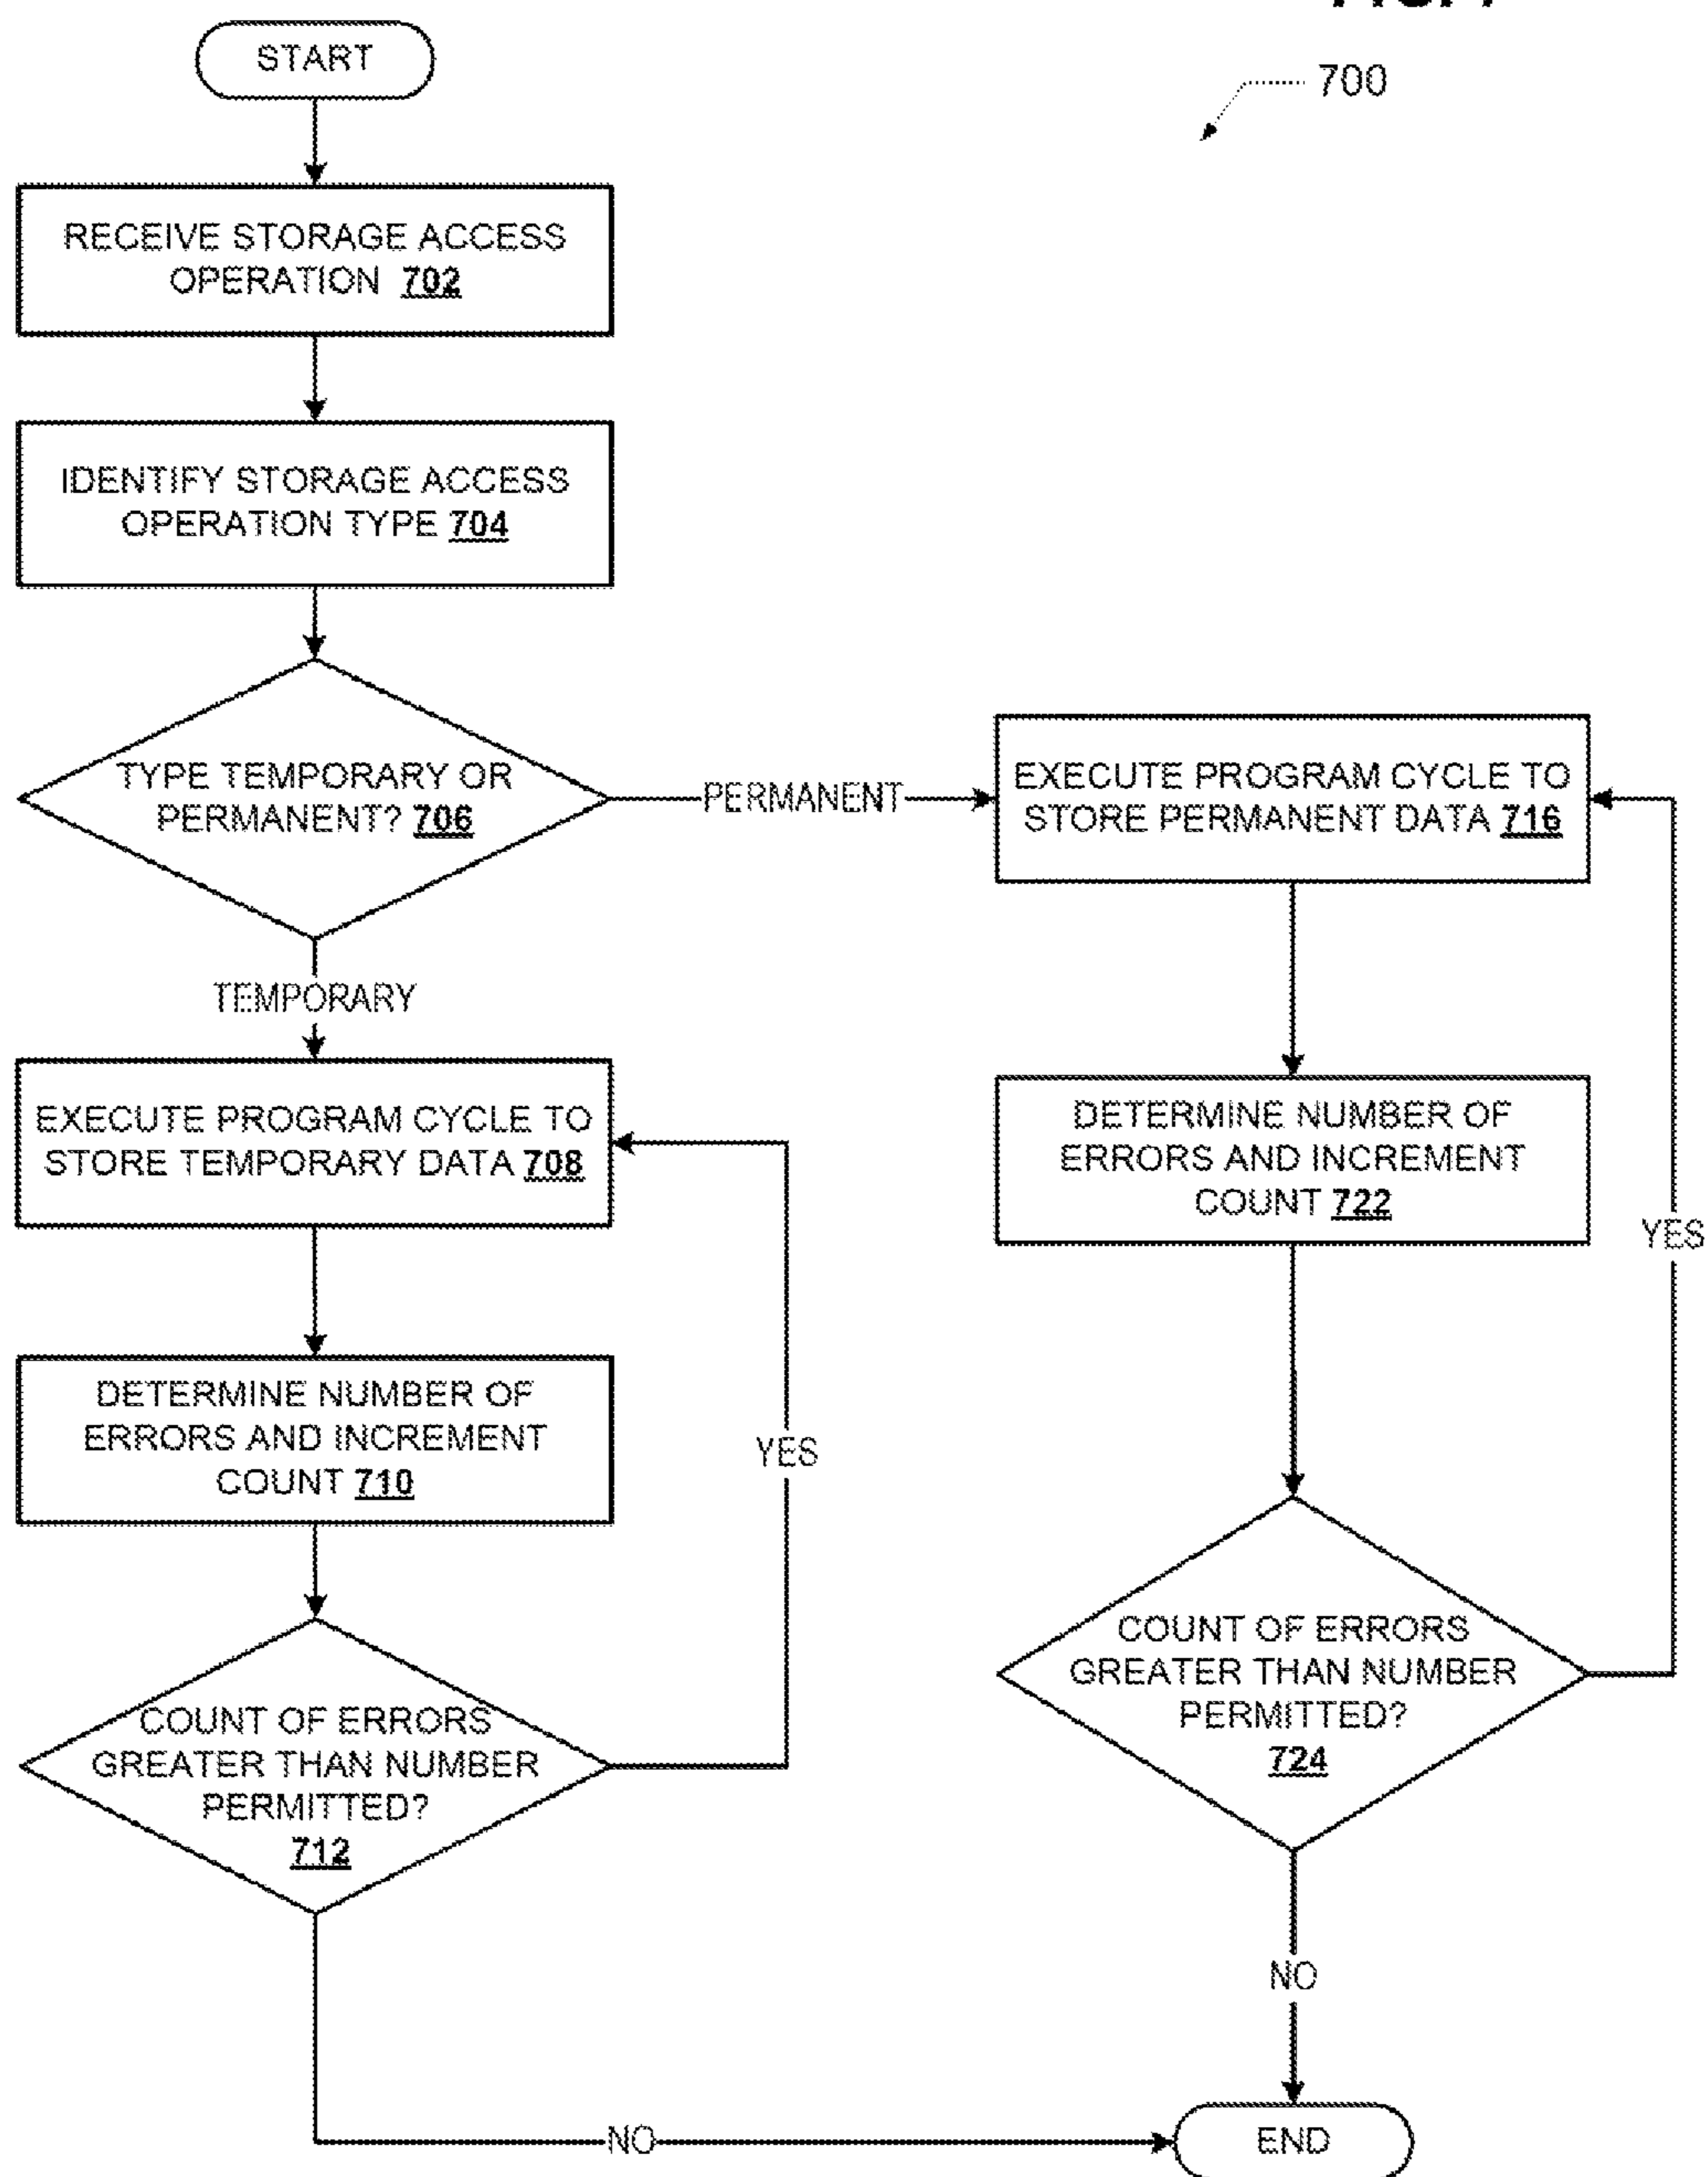 700
START
RECEIVE STORAGE ACCESS
OPERATION 702
IDENTIFY STORAGE ACCESS
OPERATION TYPE 704
TYPE TEMPORARY OR
PERMANENT? 706
PERMANENT
TEMPORARY
EXECUTE PROGRAM CYCLE TO
STORE TEMPORARY DATA 708
DETERMINE NUMBER OF
ERRORS AND INCREMENT
COUNT 710
YES
COUNT OF ERRORS
GREATER THAN NUMBER
PERMITTED?
712
NO
EXECUTE PROGRAM CYCLE TO
STORE PERMANENT DATA 716
DETERMINE NUMBER OF
ERRORS AND INCREMENT
COUNT 722
YES
COUNT OF ERRORS
GREATER THAN NUMBER
PERMITTED?
724
NO
END